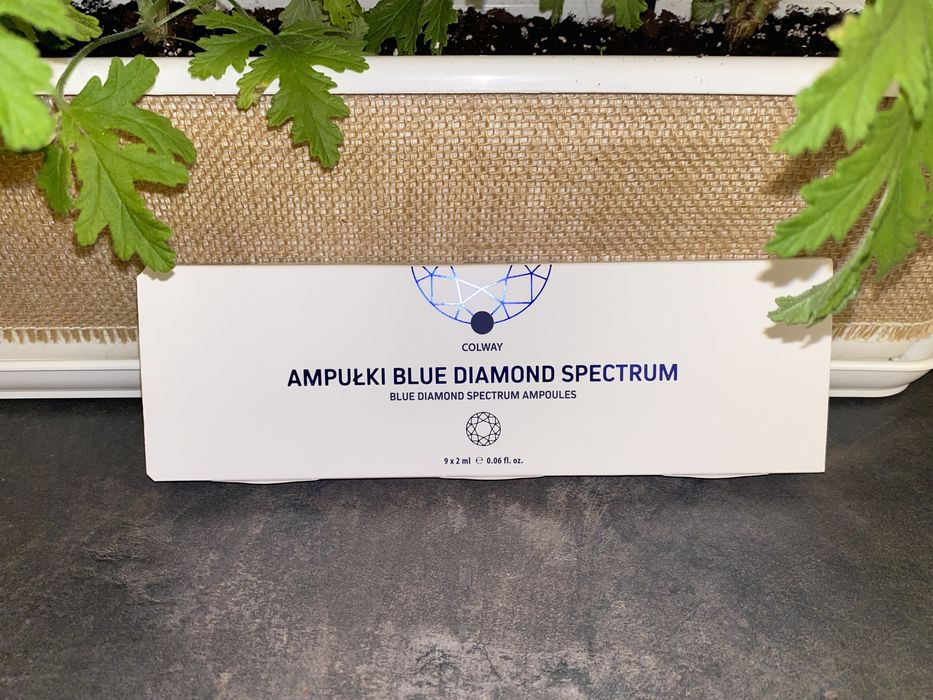 COLWAY
AMPUŁKI BLUE DIAMOND SPECTRUM
BLUE DIAMOND SPECTRUM AMPOULES
9 x 2 ml ℮ 0.06 fl. oz.